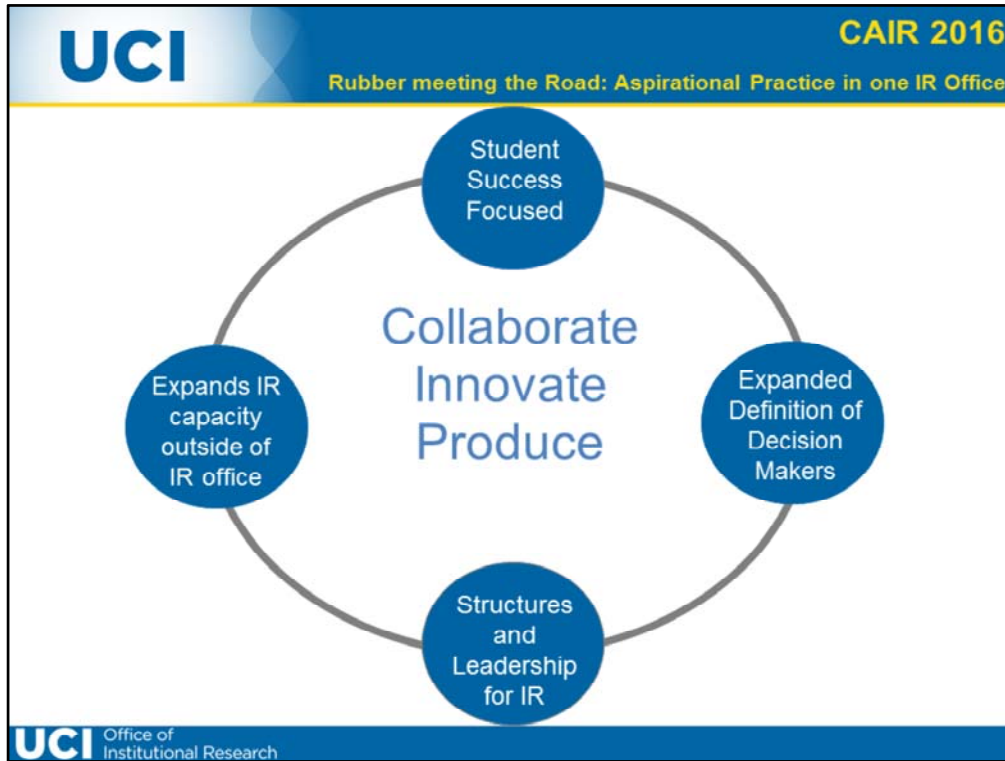 UCI
CAIR 2016
Rubber meeting the Road: Aspirational Practice in one IR Office
Student
Success
Focused
Collaborate
Innovate
Produce
Expands IR
capacity
outside of
IR office
Expanded
Definition of
Decision
Makers
Structures
and
Leadership
for IR
UCI
Office of
Institutional Research